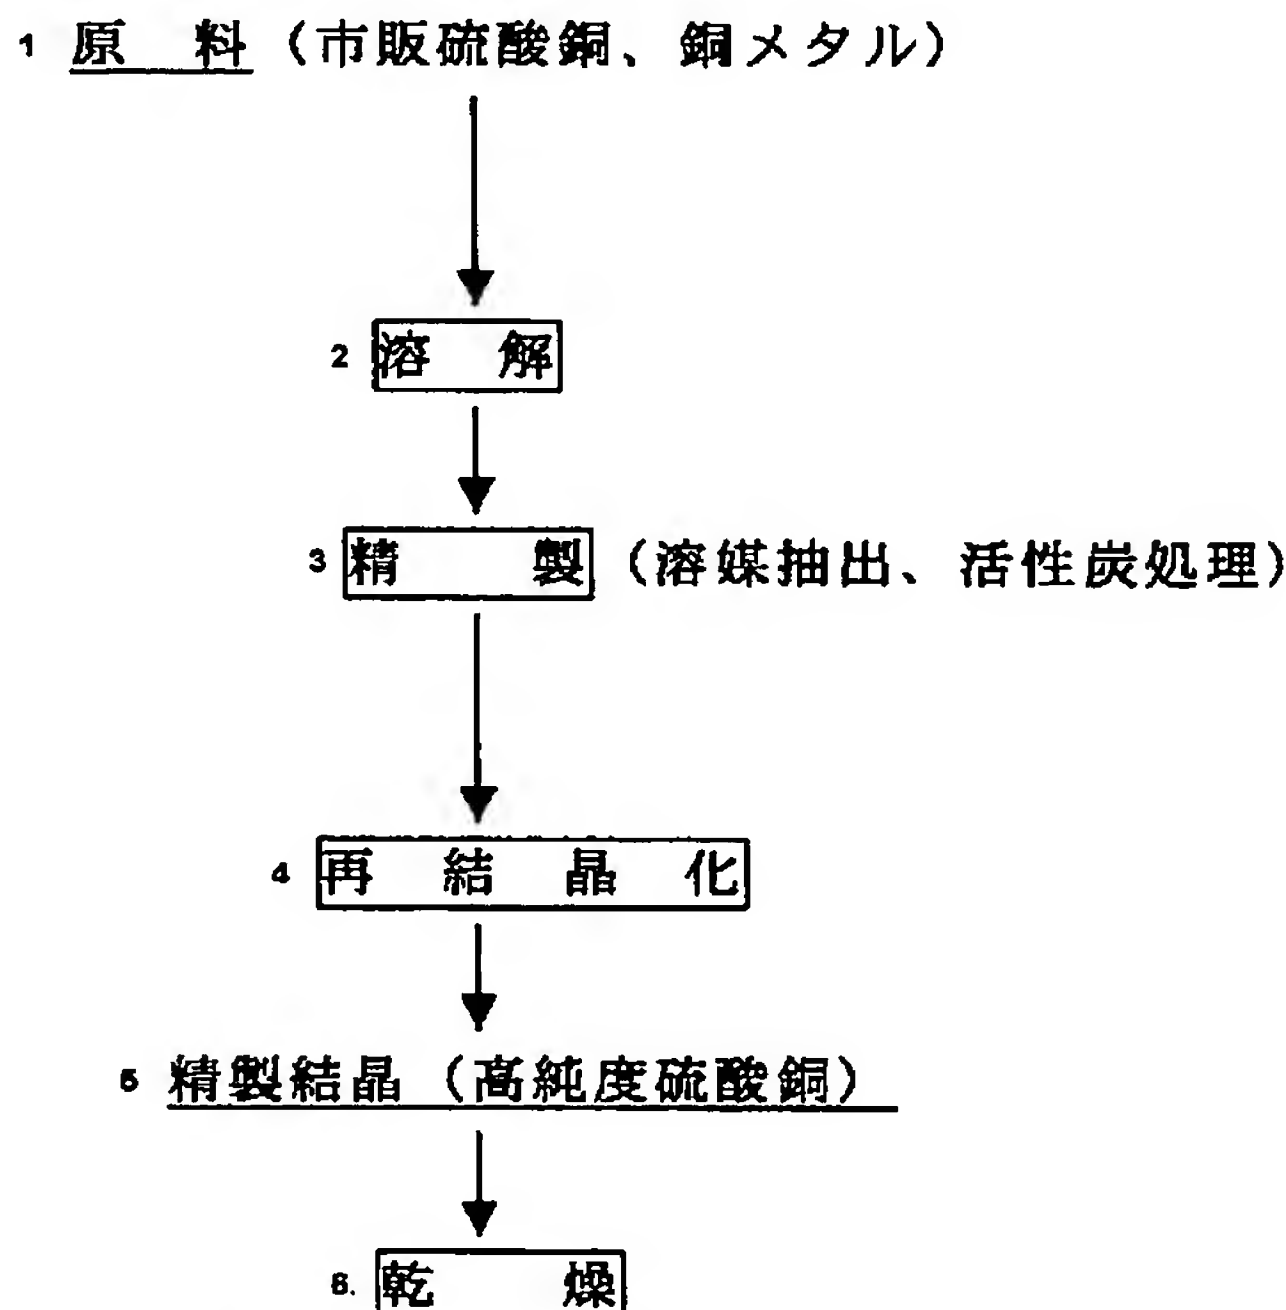 1 原 料（市販硫酸銅、銅メタル）
2 溶 解
3 精 製（溶媒抽出、活性炭処理）
4 再 結 晶 化
5 精製結晶（高純度硫酸銅）
6. 乾 燥